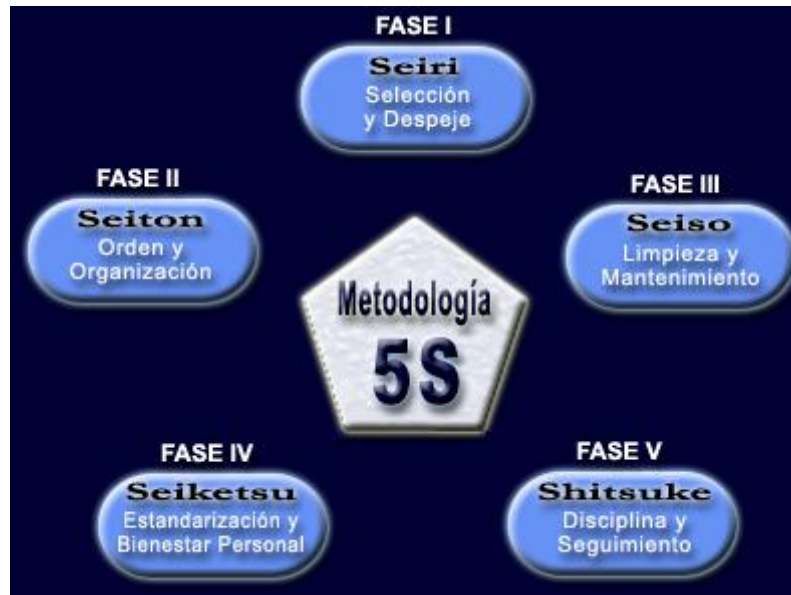 FASE I
Seiri
Selección
y Despeje
FASE II
Seiton
Orden y
Organización
FASE III
Seiso
Limpieza y
Mantenimiento
Metodología
5S
FASE IV
Seiketsu
Estandarización y
Bienestar Personal
FASE V
Shitsuke
Disciplina y
Seguimiento